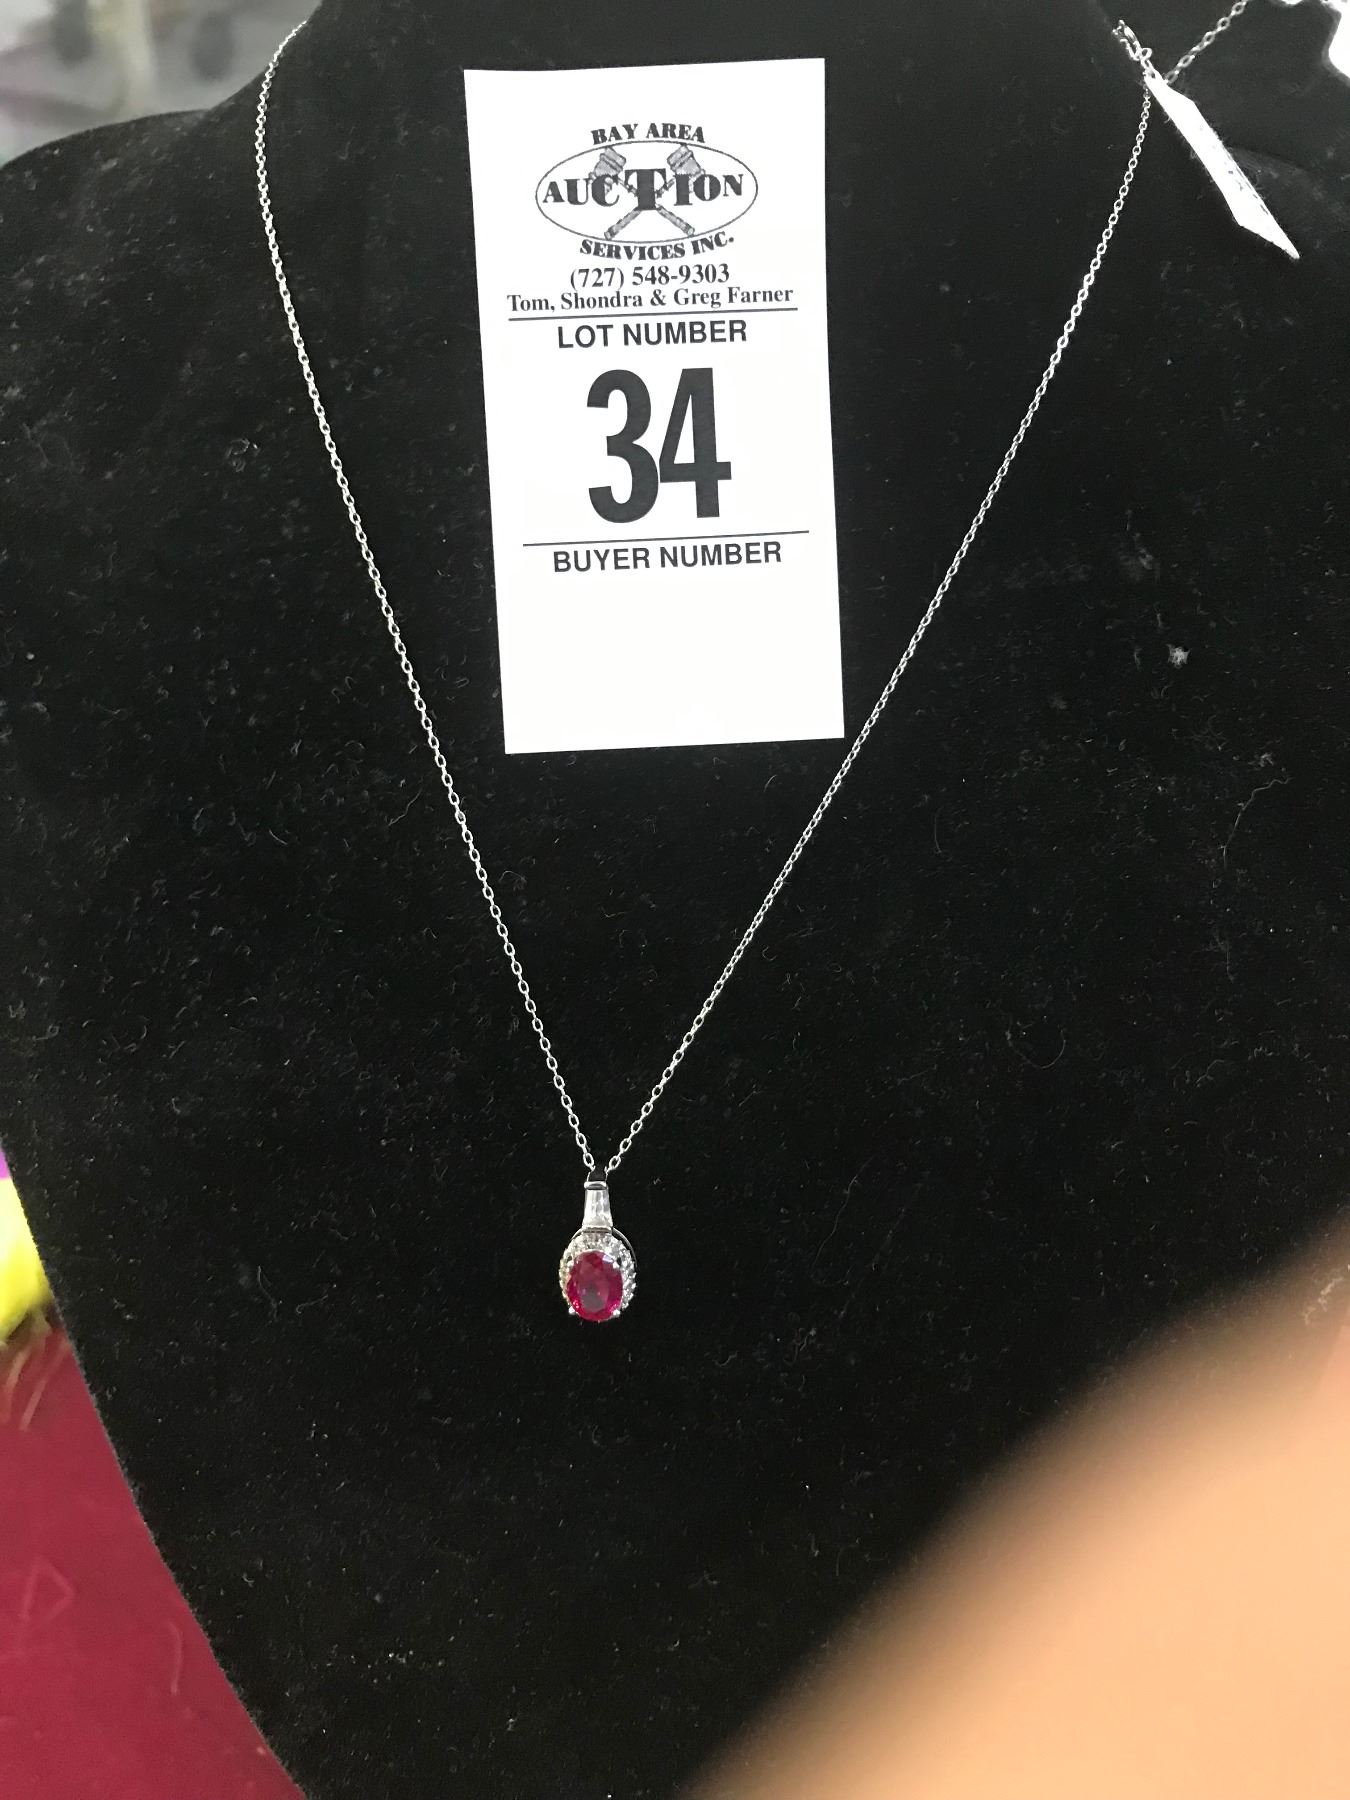 BAY AREA
AUCTION
SERVICES INC.
(727) 548-9303
Tom, Shondra & Greg Farner
LOT NUMBER
34
BUYER NUMBER